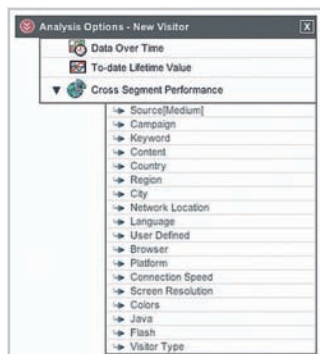 Analysis Options - New Visitor X
Data Over Time
To-date Lifetime Value
Cross Segment Performance
Source[Medium]
Campaign
Keyword
Content
Country
Region
City
Network Location
Language
User Defined
Browser
Platform
Connection Speed
Screen Resolution
Colors
Java
Flash
Visitor Type